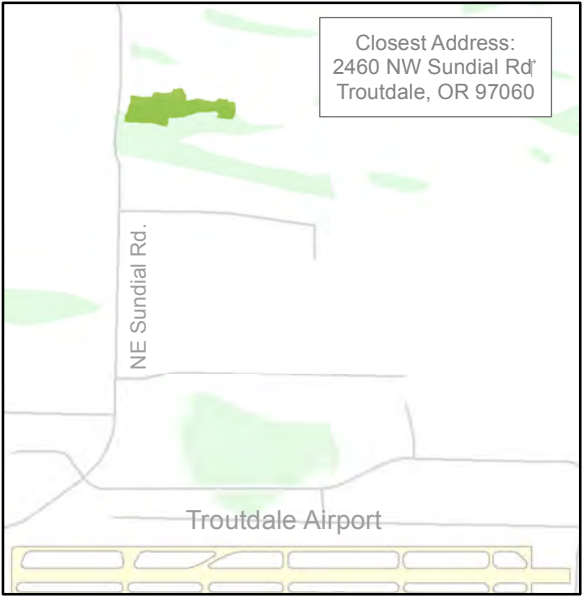 Closest Address:
2460 NW Sundial Rd
Troutdale, OR 97060
NE Sundial Rd.
Troutdale Airport